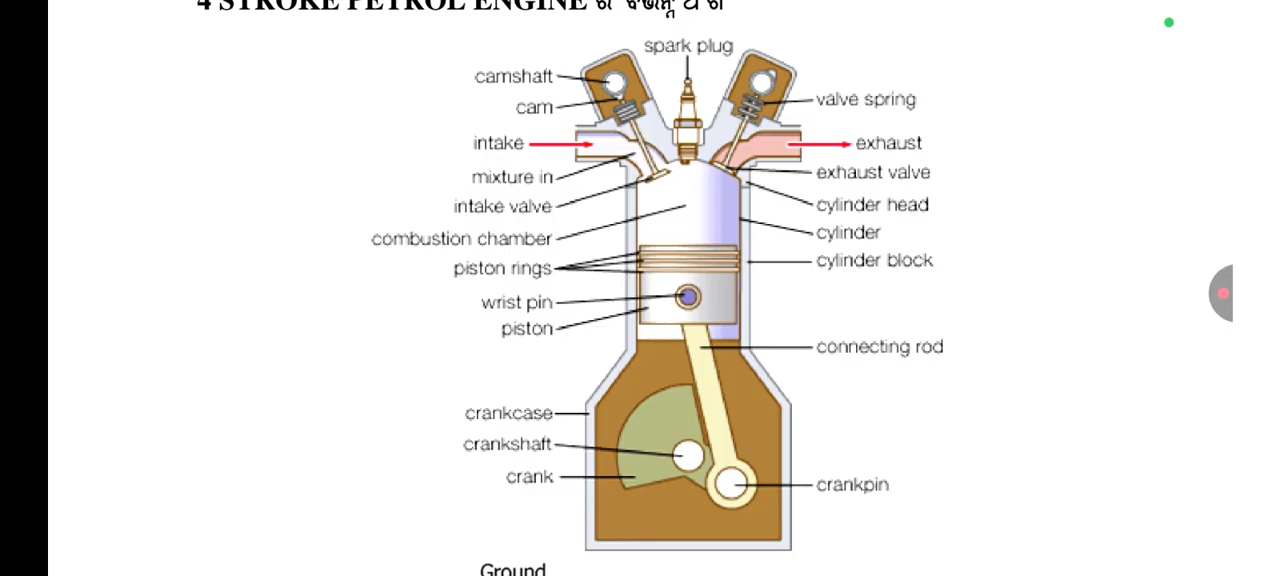 4 STROKE PETROL ENGINE ର
spark plug
camshaft
cam
valve spring
intake
exhaust
mixture in
exhaust valve
intake valve
cylinder head
combustion chamber
cylinder
piston rings
cylinder block
wrist pin
piston
connecting rod
crankcase
crankshaft
crank
crankpin
Ground